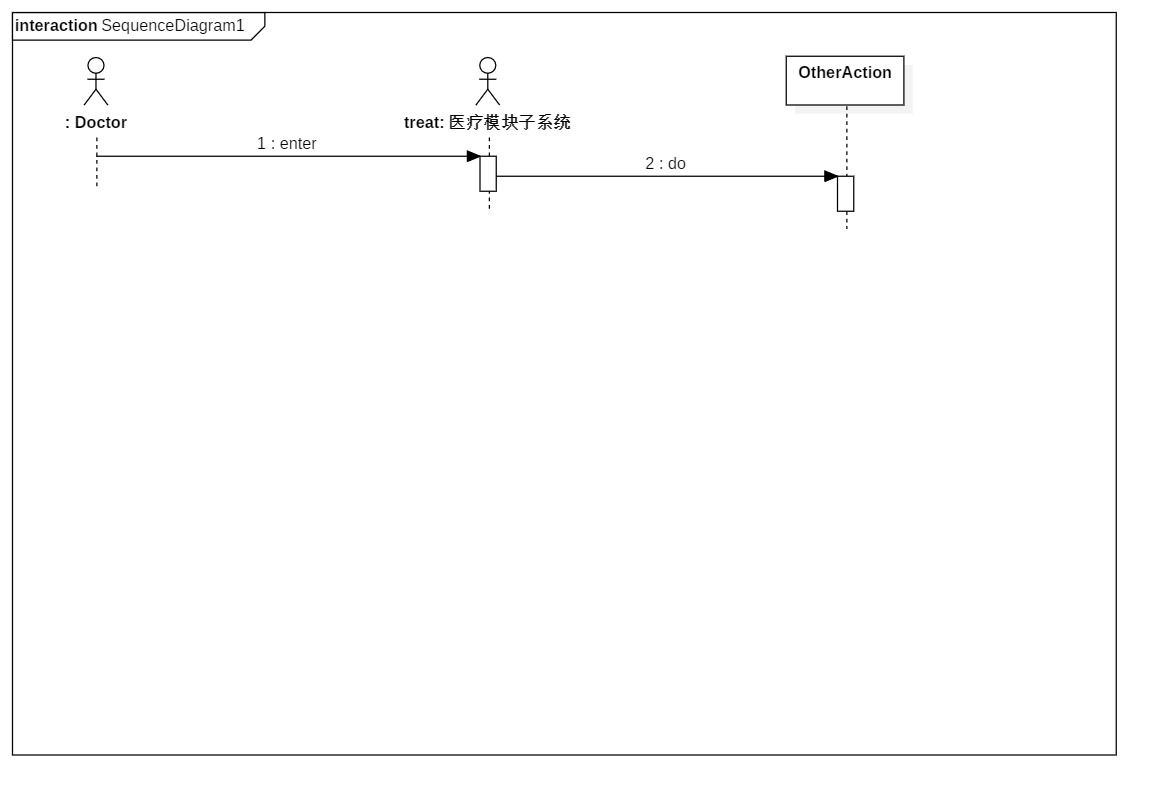 interaction SequenceDiagram1
: Doctor
treat: 医疗模块子系统
OtherAction
1 : enter
2 : do